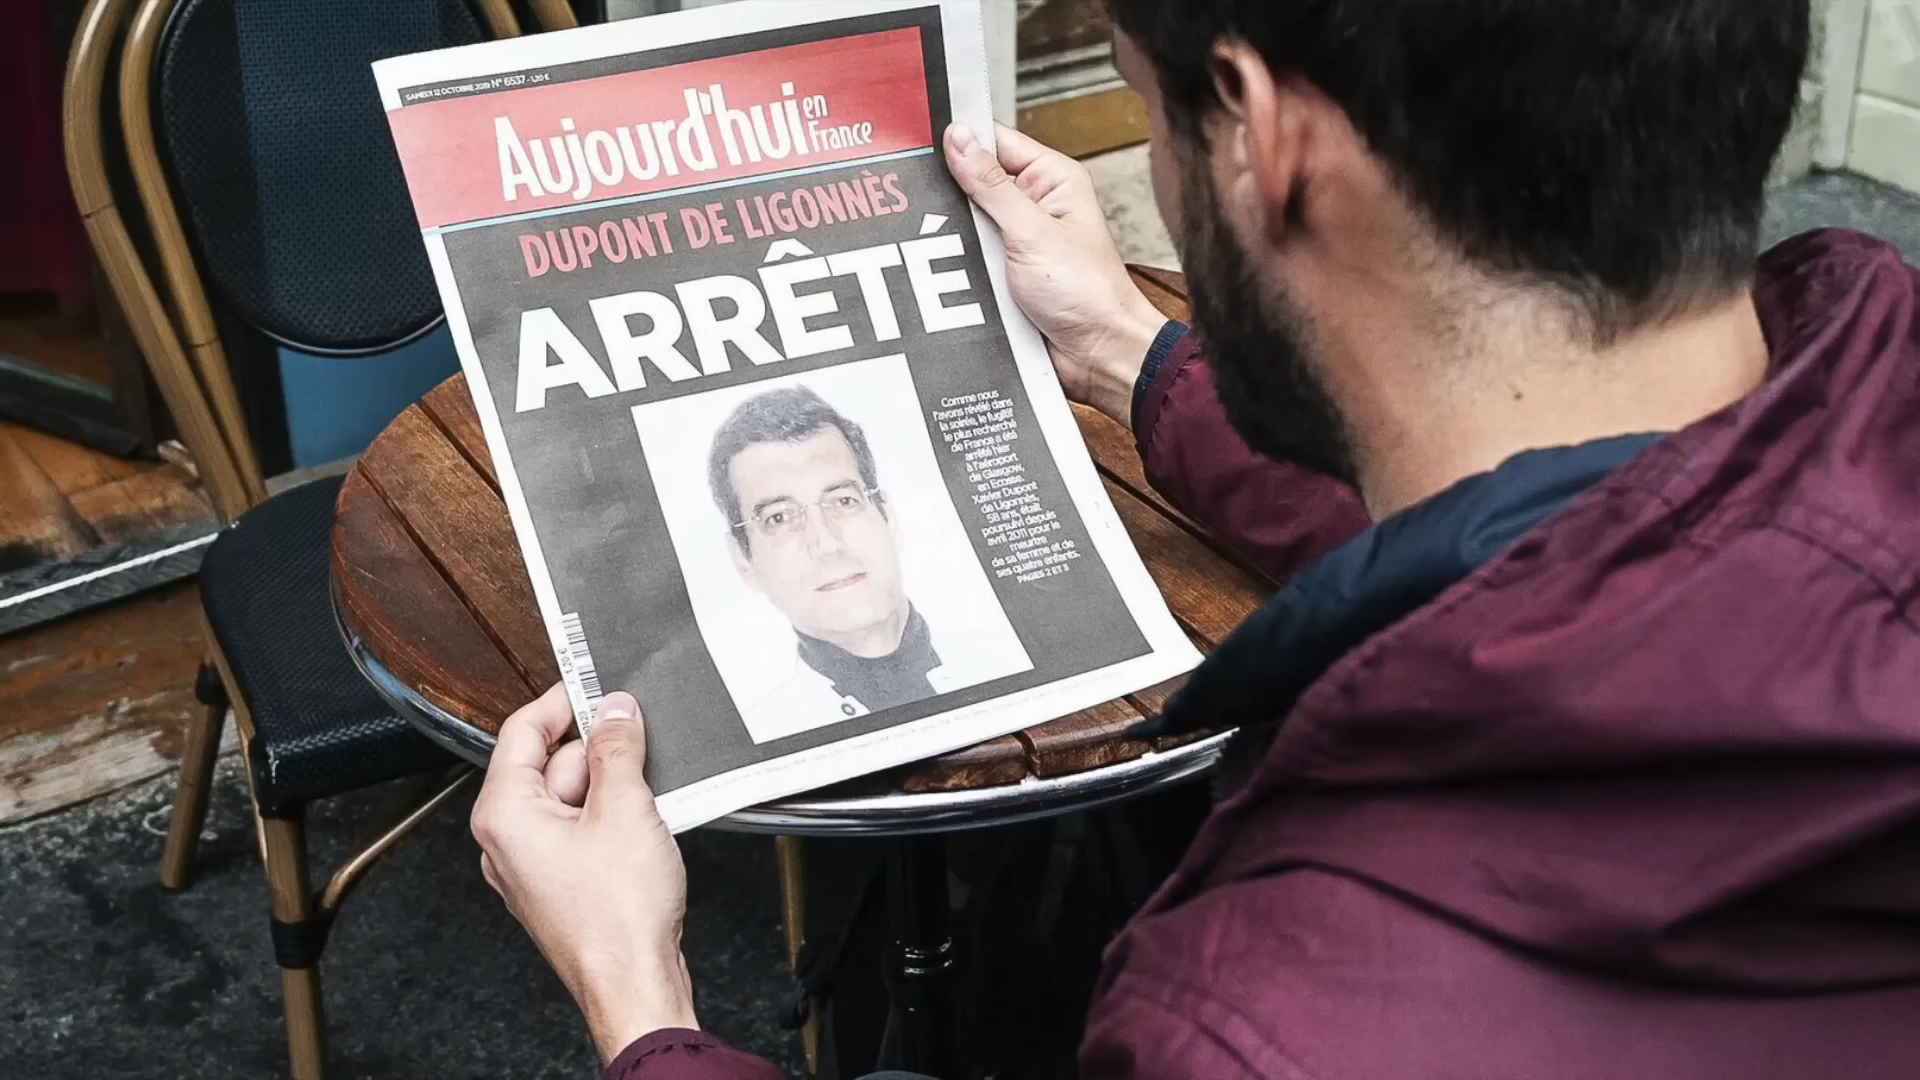 SAMEDI 12 OCTOBRE 2019 N° 6537 - 1,20 €
Aujourd'hui en France
DUPONT DE LIGONNÈS
ARRÊTÉ
Comme nous
l'avons révélé dans
la soirée, le fugitif
le plus recherché
de France a été
arrêté hier
à l'aéroport
de Glasgow,
en Ecosse.
Xavier Dupont
de Ligonnès,
58 ans, était
poursuivi depuis
avril 2011 pour le
meurtre
de sa femme et de
ses quatre enfants.
PAGES 2 ET 3
F: 1,20 €